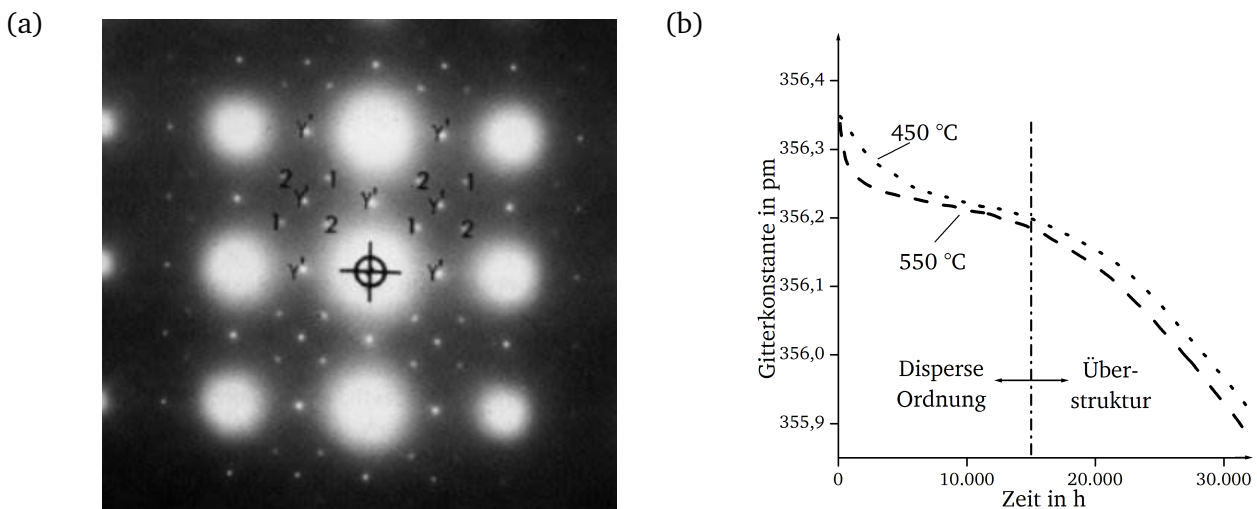 (a)
Y' Y'
2 1 2 1
Y' Y' Y'
1 2 1 2
Y' Y'
(b)
Gitterkonstante in pm
356,4
356,3
356,2
356,1
356,0
355,9
450 °C
550 °C
Disperse
Ordnung
Über-
struktur
0 10.000 20.000 30.000
Zeit in h